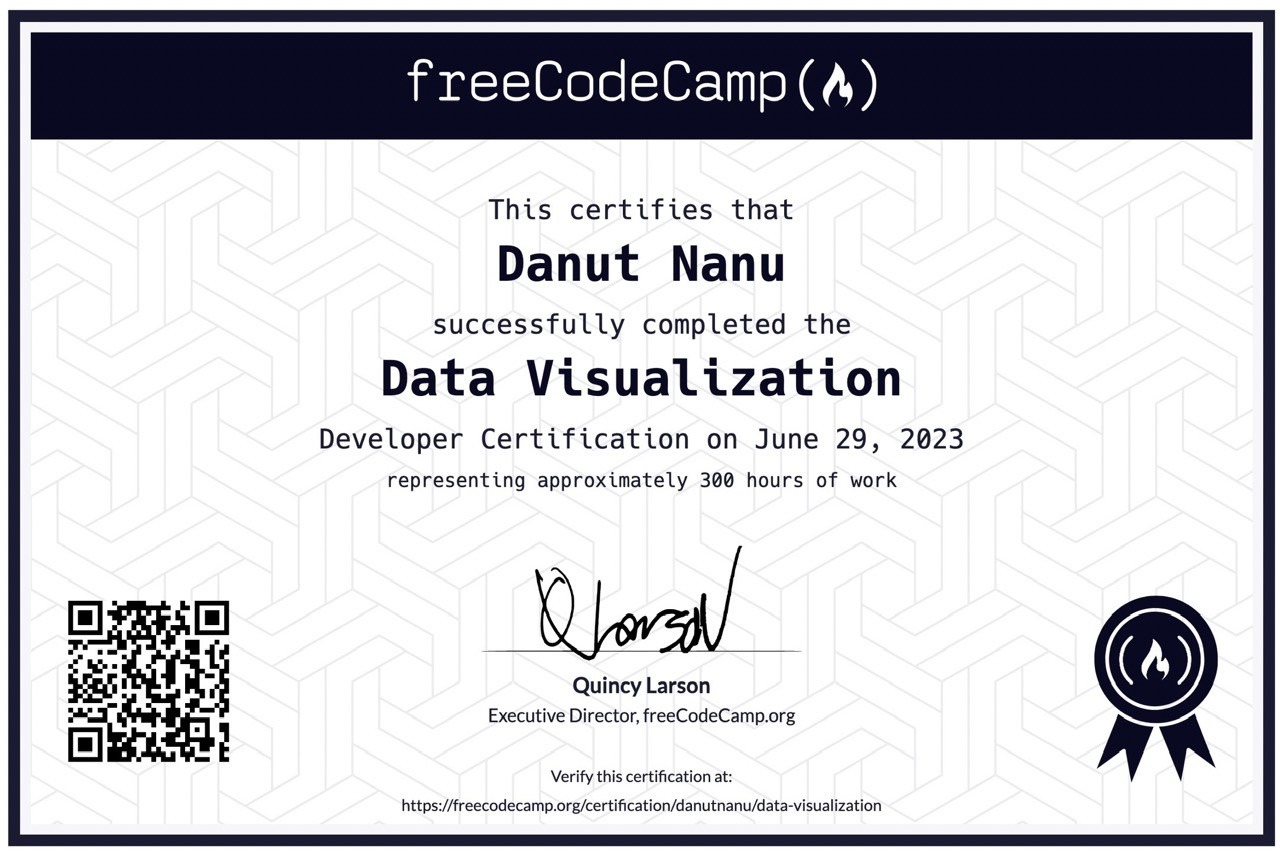 freeCodeCamp
This certifies that
Danut Nanu
successfully completed the
Data Visualization
Developer Certification on June 29, 2023
representing approximately 300 hours of work
Q Larson
Quincy Larson
Executive Director, freeCodeCamp.org
Verify this certification at:
https://freecodecamp.org/certification/danutnanu/data-visualization